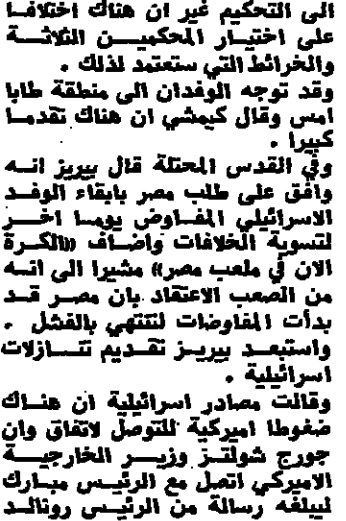 الى التحكيم غير ان هناك اختلافا
على اختيار المحكمين الثلاثة
والخرائط التي ستعتمد لذلك .
وقد توجه الوفدان الى منطقة طابا
امس وقال كيمشي ان هناك تقدما
كبيرا .
وفي القدس المحتلة قال بيريز انه
وافق على طلب مصر بابقاء الوفد
الاسرائيلي المفاوض يوما اخر
لتسوية الخلافات واضاف «الكرة
الان في ملعب مصر» مشيرا الى انه
من الصعب الاعتقاد بان مصر قد
بدأت المفاوضات لتنتهي بالفشل .
واستبعد بيريز تقديم تنازلات
اسرائيلية .
وقالت مصادر اسرائيلية ان هناك
ضغوطا اميركية للتوصل لاتفاق وان
جورج شولتز وزير الخارجية
الاميركي اتصل مع الرئيس مبارك
ليبلغه رسالة من الرئيس رونالد